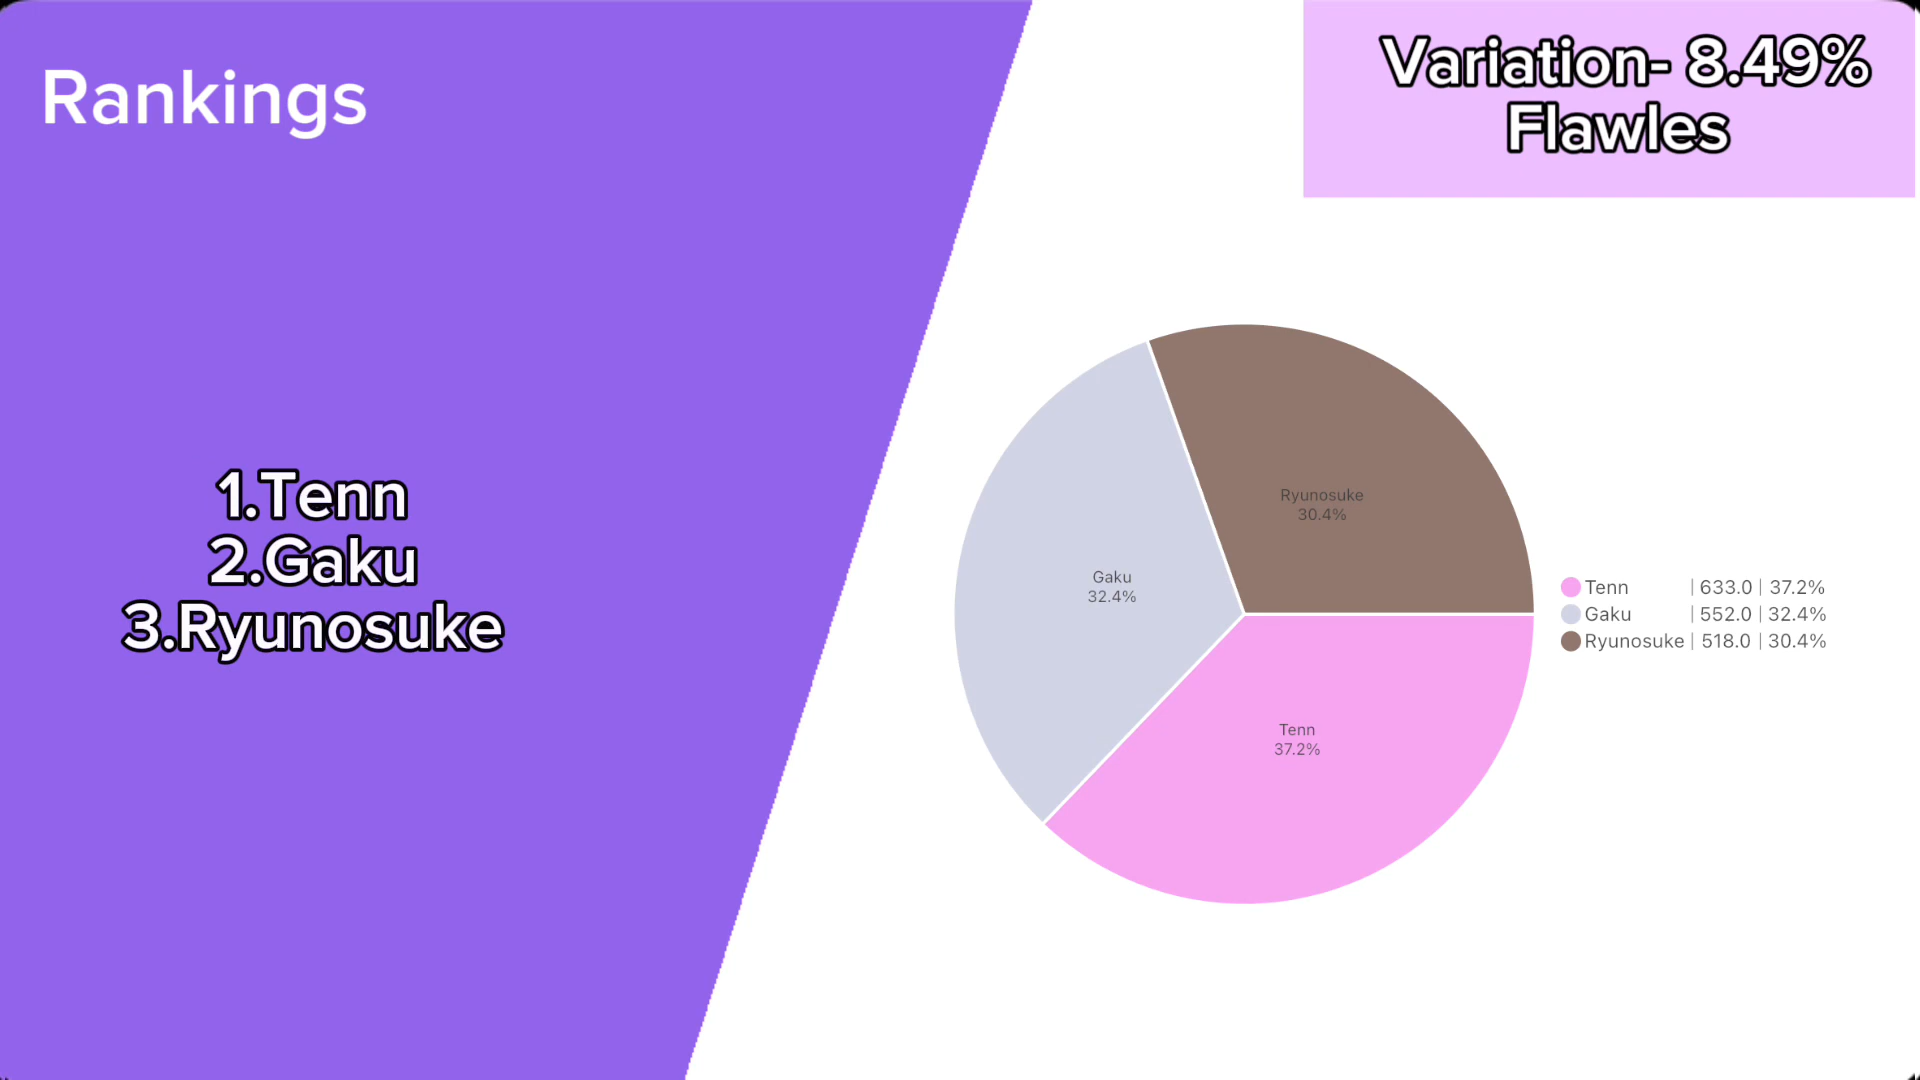 Rankings
Variation- 8.49%
Flawles
1.Tenn
2.Gaku
3.Ryunosuke
Ryunosuke
30.4%
Gaku
32.4%
Tenn
37.2%
Tenn | 633.0 | 37.2%
Gaku | 552.0 | 32.4%
Ryunosuke | 518.0 | 30.4%